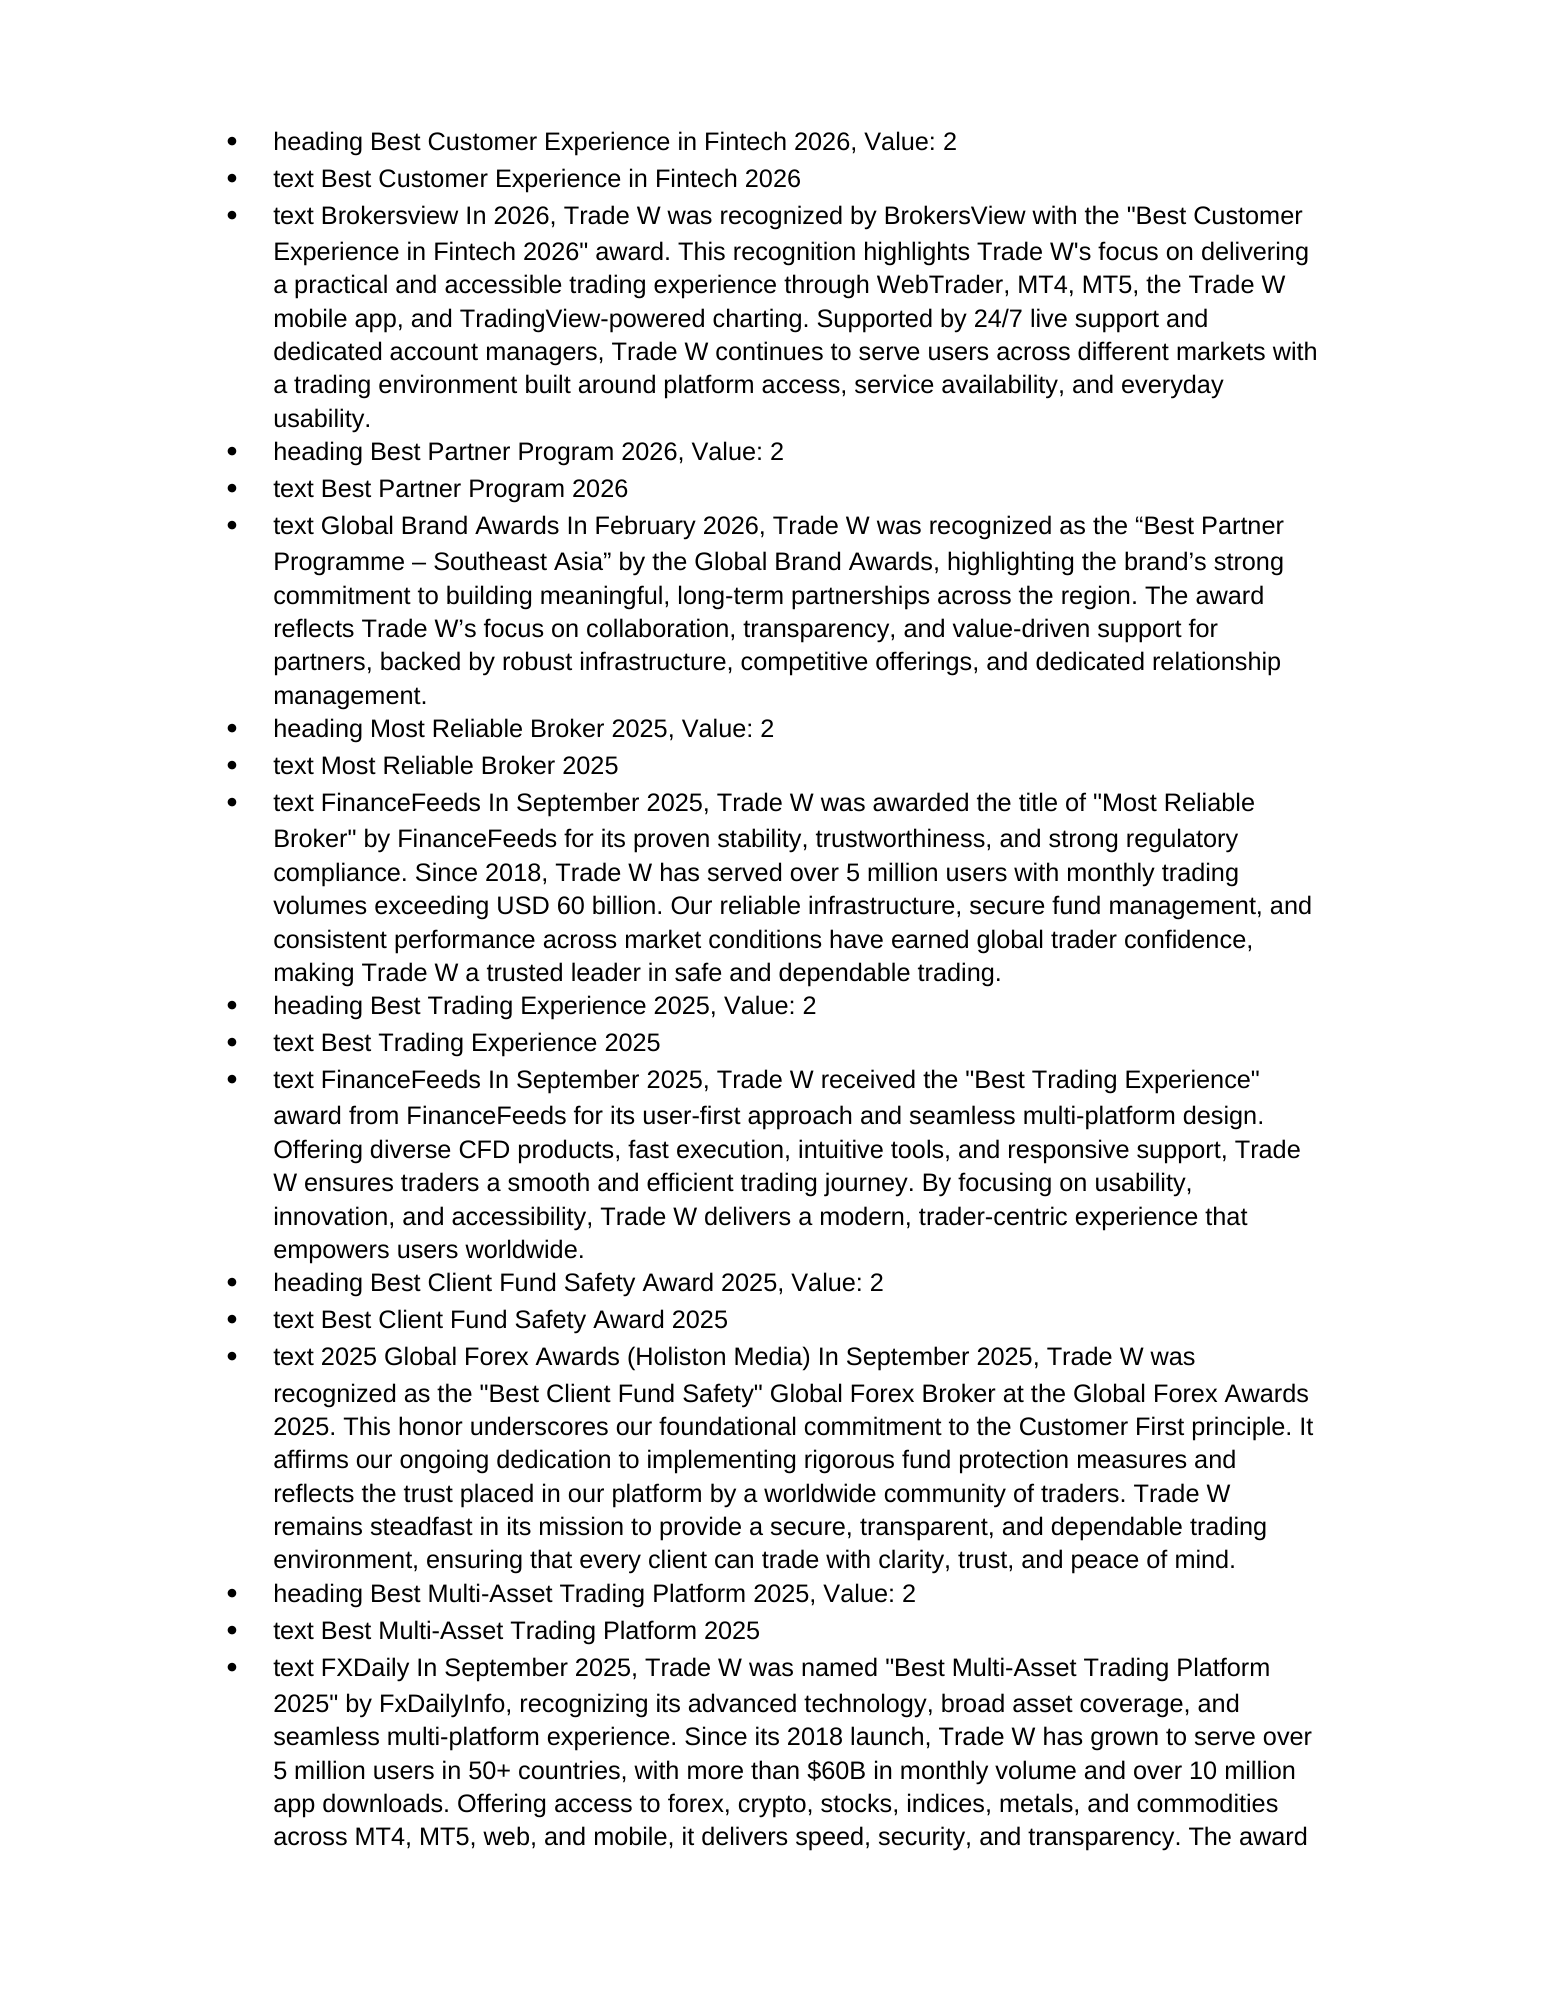 • heading Best Customer Experience in Fintech 2026, Value: 2
• text Best Customer Experience in Fintech 2026
• text Brokersview In 2026, Trade W was recognized by BrokersView with the "Best Customer
Experience in Fintech 2026" award. This recognition highlights Trade W's focus on delivering
a practical and accessible trading experience through WebTrader, MT4, MT5, the Trade W
mobile app, and TradingView-powered charting. Supported by 24/7 live support and
dedicated account managers, Trade W continues to serve users across different markets with
a trading environment built around platform access, service availability, and everyday
usability.
• heading Best Partner Program 2026, Value: 2
• text Best Partner Program 2026
• text Global Brand Awards In February 2026, Trade W was recognized as the “Best Partner
Programme – Southeast Asia” by the Global Brand Awards, highlighting the brand’s strong
commitment to building meaningful, long-term partnerships across the region. The award
reflects Trade W’s focus on collaboration, transparency, and value-driven support for
partners, backed by robust infrastructure, competitive offerings, and dedicated relationship
management.
• heading Most Reliable Broker 2025, Value: 2
• text Most Reliable Broker 2025
• text FinanceFeeds In September 2025, Trade W was awarded the title of "Most Reliable
Broker" by FinanceFeeds for its proven stability, trustworthiness, and strong regulatory
compliance. Since 2018, Trade W has served over 5 million users with monthly trading
volumes exceeding USD 60 billion. Our reliable infrastructure, secure fund management, and
consistent performance across market conditions have earned global trader confidence,
making Trade W a trusted leader in safe and dependable trading.
• heading Best Trading Experience 2025, Value: 2
• text Best Trading Experience 2025
• text FinanceFeeds In September 2025, Trade W received the "Best Trading Experience"
award from FinanceFeeds for its user-first approach and seamless multi-platform design.
Offering diverse CFD products, fast execution, intuitive tools, and responsive support, Trade
W ensures traders a smooth and efficient trading journey. By focusing on usability,
innovation, and accessibility, Trade W delivers a modern, trader-centric experience that
empowers users worldwide.
• heading Best Client Fund Safety Award 2025, Value: 2
• text Best Client Fund Safety Award 2025
• text 2025 Global Forex Awards (Holiston Media) In September 2025, Trade W was
recognized as the "Best Client Fund Safety" Global Forex Broker at the Global Forex Awards
2025. This honor underscores our foundational commitment to the Customer First principle. It
affirms our ongoing dedication to implementing rigorous fund protection measures and
reflects the trust placed in our platform by a worldwide community of traders. Trade W
remains steadfast in its mission to provide a secure, transparent, and dependable trading
environment, ensuring that every client can trade with clarity, trust, and peace of mind.
• heading Best Multi-Asset Trading Platform 2025, Value: 2
• text Best Multi-Asset Trading Platform 2025
• text FXDaily In September 2025, Trade W was named "Best Multi-Asset Trading Platform
2025" by FxDailyInfo, recognizing its advanced technology, broad asset coverage, and
seamless multi-platform experience. Since its 2018 launch, Trade W has grown to serve over
5 million users in 50+ countries, with more than $60B in monthly volume and over 10 million
app downloads. Offering access to forex, crypto, stocks, indices, metals, and commodities
across MT4, MT5, web, and mobile, it delivers speed, security, and transparency. The award